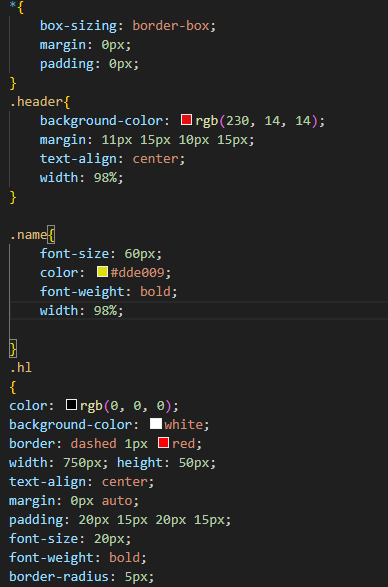 *{
box-sizing: border-box;
margin: 0px;
padding: 0px;
}
.header{
background-color: rgb(230, 14, 14);
margin: 11px 15px 10px 15px;
text-align: center;
width: 98%;
}
.name{
font-size: 60px;
color: #dde009;
font-weight: bold;
width: 98%;
}
.hl
{
color: rgb(0, 0, 0);
background-color: white;
border: dashed 1px red;
width: 750px; height: 50px;
text-align: center;
margin: 0px auto;
padding: 20px 15px 20px 15px;
font-size: 20px;
font-weight: bold;
border-radius: 5px;